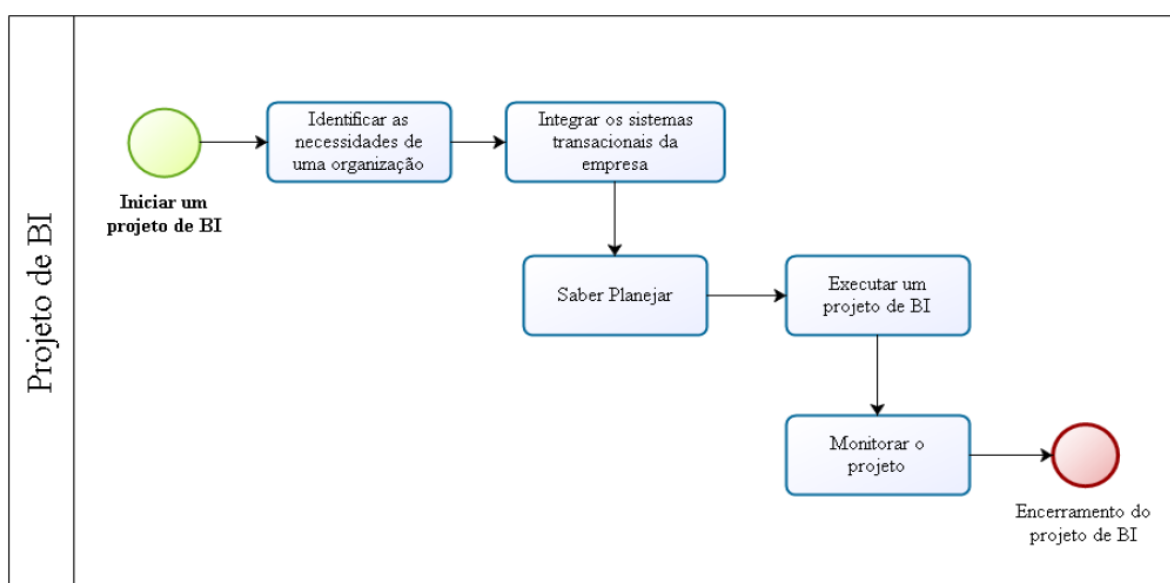 Projeto de BI
Iniciar um
projeto de BI
Identificar as
necessidades de
uma organização
Integrar os sistemas
transacionais da
empresa
Saber Planejar
Executar um
projeto de BI
Monitorar o
projeto
Encerramento do
projeto de BI